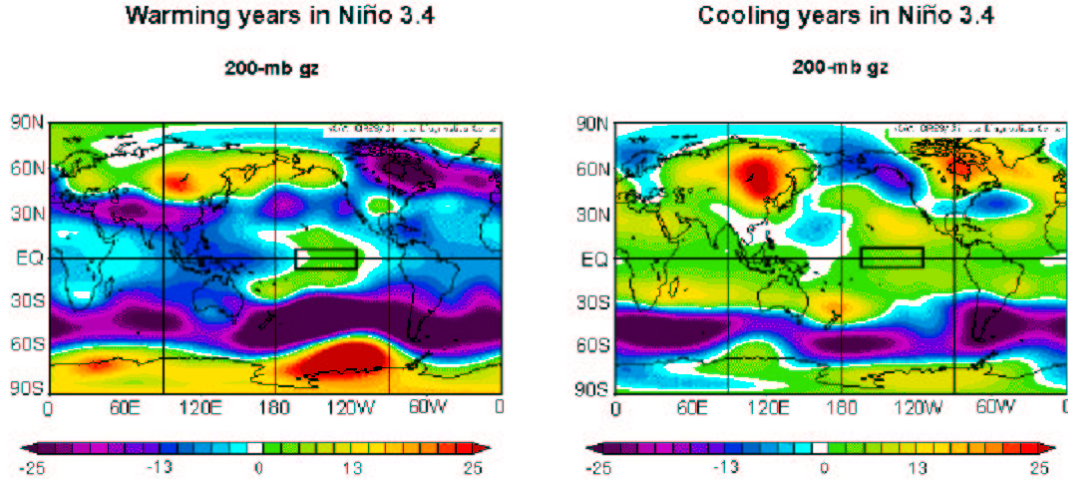 Warming years in Niño 3.4
200-mb gz
90N
60N
30N
EQ
30S
60S
90S
0 60E 120E 180 120W 60W 0
-25 -13 0 13 25
Cooling years in Niño 3.4
200-mb gz
90N
60N
30N
EQ
30S
60S
90S
0 60E 120E 180 120W 60W 0
-25 -13 0 13 25